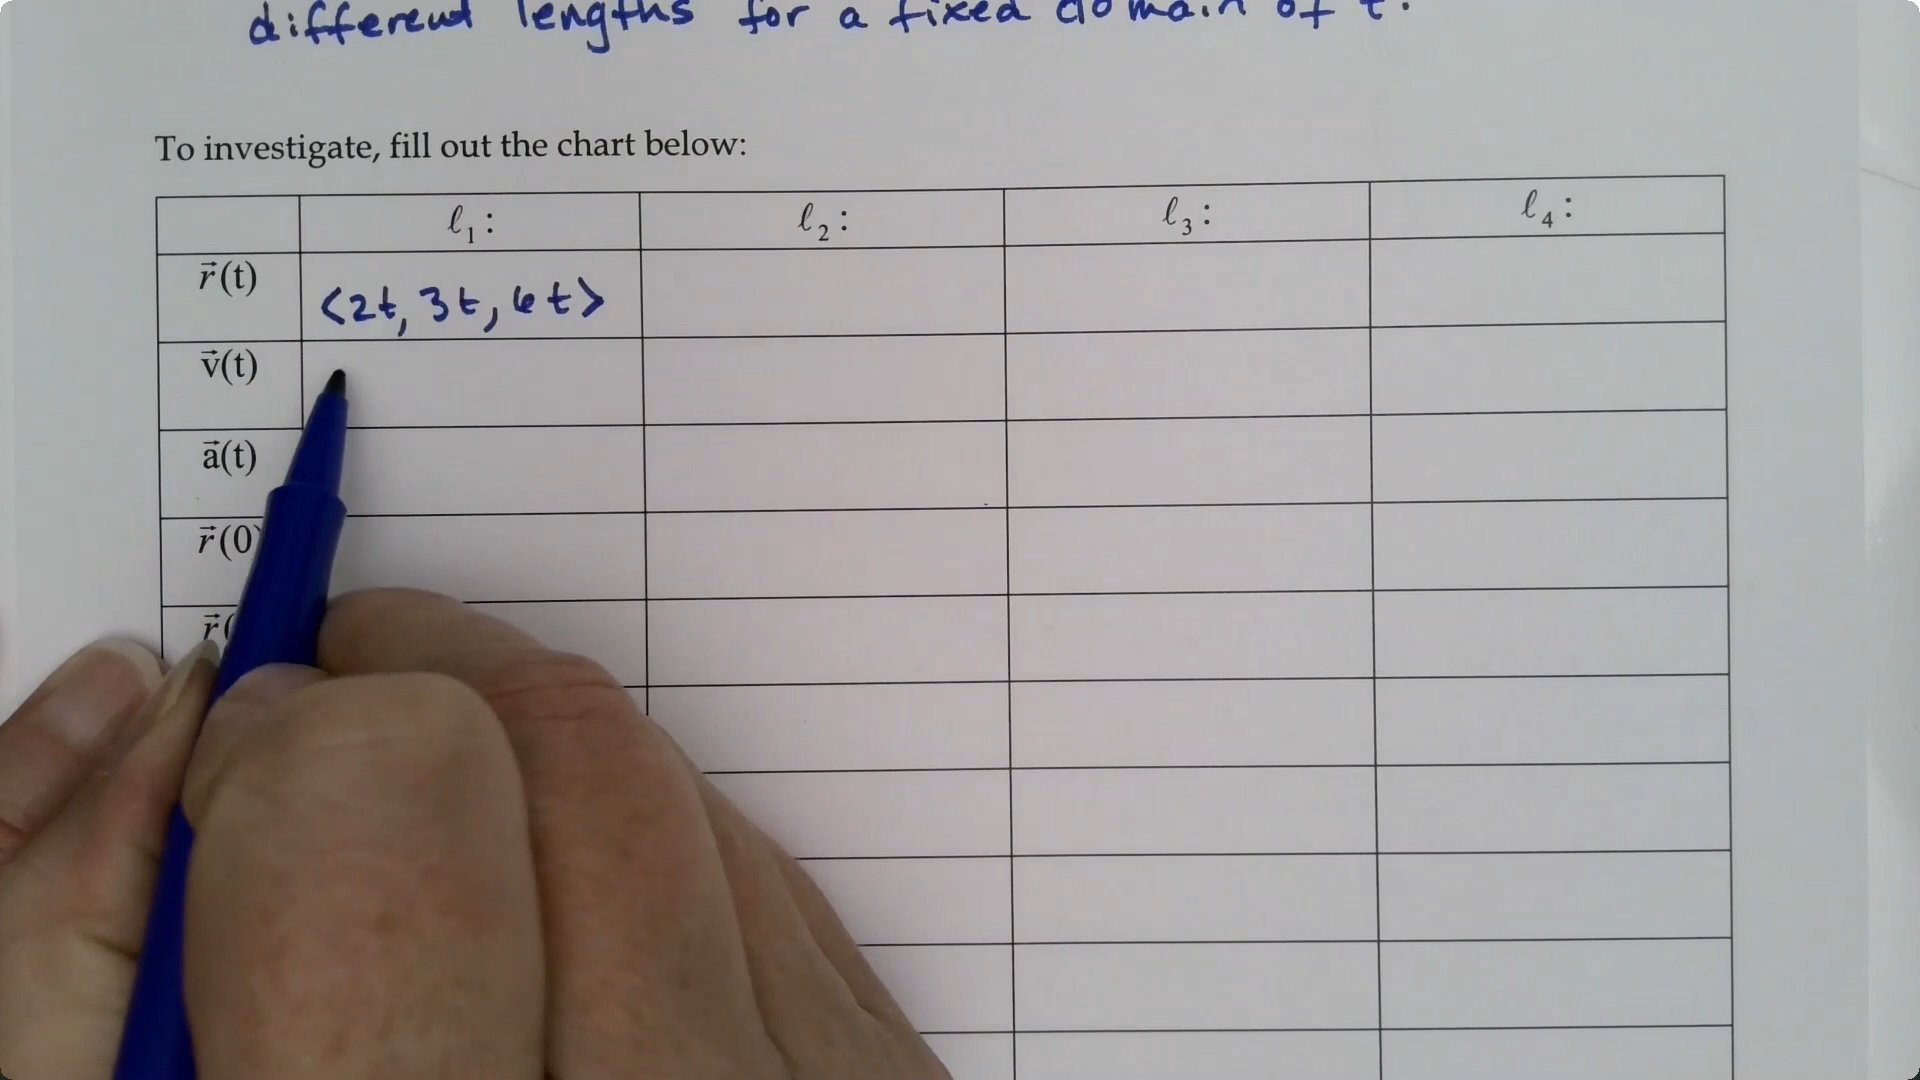 different lengths for a fixed domain of t.
To investigate, fill out the chart below:
ℓ₁: ℓ₂: ℓ₃: ℓ₄:
r⃗(t) <2t, 3t, 6t>
v⃗(t)
a⃗(t)
r⃗(0)
r⃗(